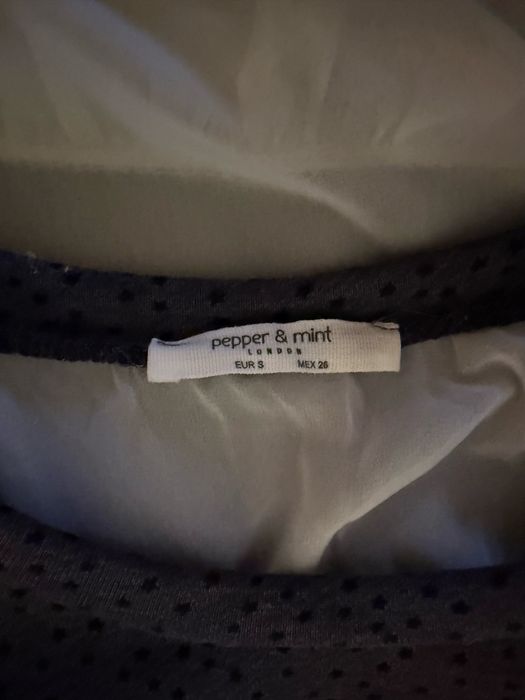 pepper & mint
LONDON
EUR S MEX 26